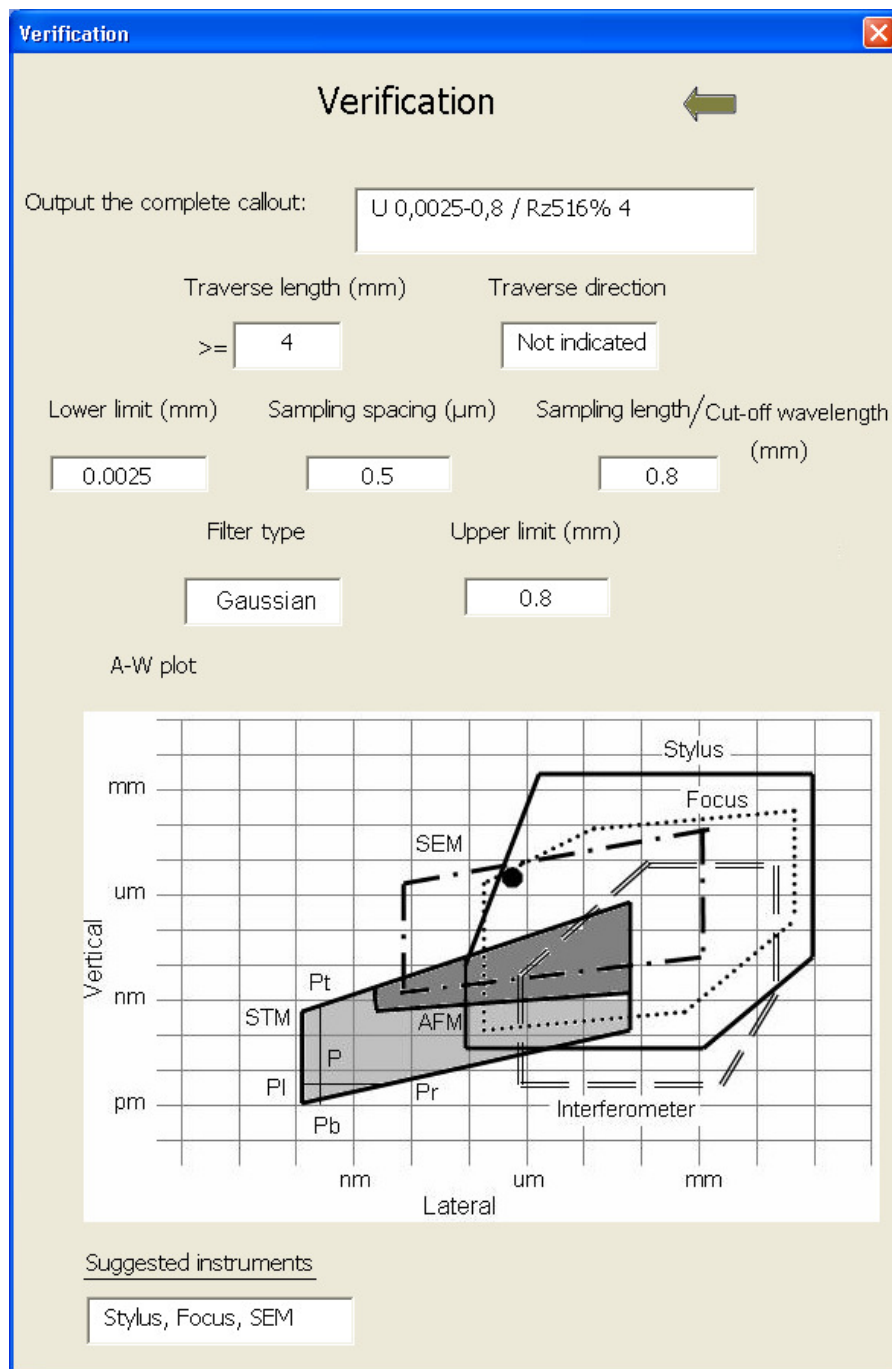 Verification
Verification
Output the complete callout:
U 0,0025-0,8 / Rz516% 4
Traverse length (mm)
Traverse direction
>=
4
Not indicated
Lower limit (mm)
Sampling spacing (µm)
Sampling length/Cut-off wavelength
(mm)
0.0025
0.5
0.8
Filter type
Upper limit (mm)
Gaussian
0.8
A-W plot
Stylus
mm
Focus
SEM
um
Vertical
Pt
nm
STM
AFM
P
Pl
Pr
pm
Pb
Interferometer
nm
um
mm
Lateral
Suggested instruments
Stylus, Focus, SEM